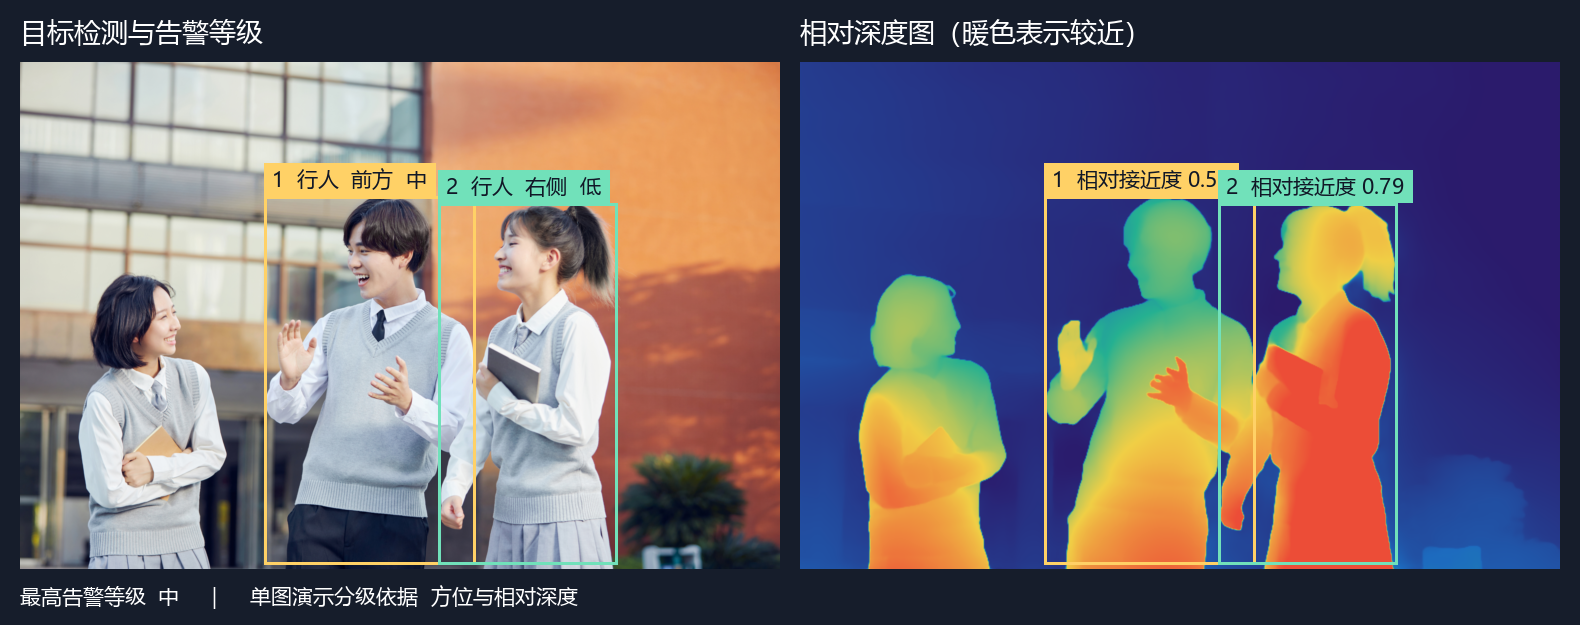 目标检测与告警等级
相对深度图（暖色表示较近）
1 行人 前方 中
2 行人 右侧 低
1 相对接近度 0.5
2 相对接近度 0.79
最高告警等级 中 | 单图演示分级依据 方位与相对深度